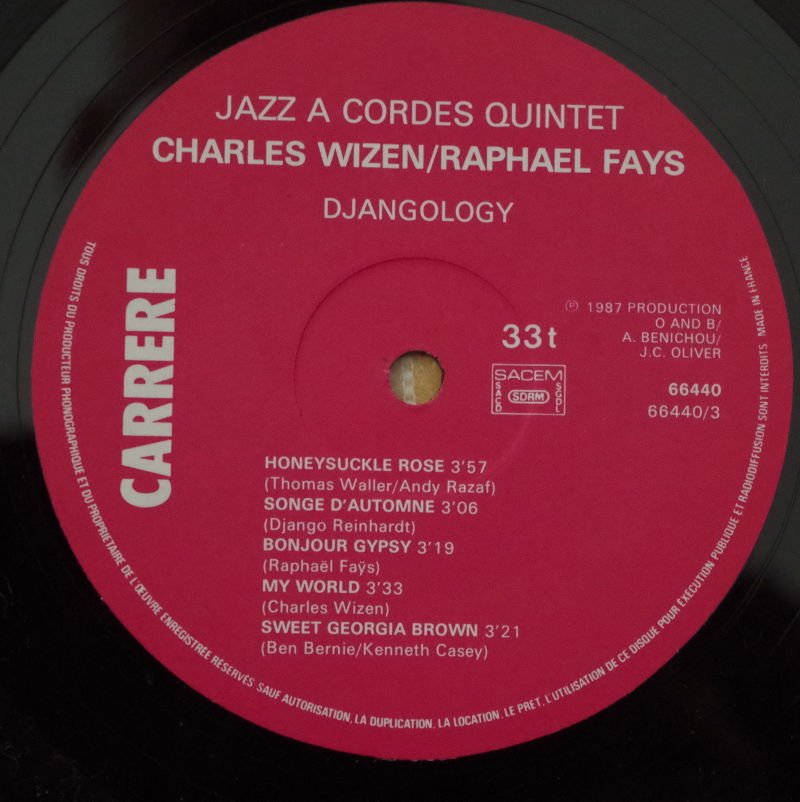 JAZZ A CORDES QUINTET
CHARLES WIZEN/RAPHAEL FAYS
DJANGOLOGY
CARRERE
33t
℗ 1987 PRODUCTION
O AND B/
A. BENICHOU/
J.C. OLIVER
SACEM
SACD
SDRM
SGDL
66440
66440/3
HONEYSUCKLE ROSE 3'57
(Thomas Waller/Andy Razaf)
SONGE D'AUTOMNE 3'06
(Django Reinhardt)
BONJOUR GYPSY 3'19
(Raphaël Faÿs)
MY WORLD 3'33
(Charles Wizen)
SWEET GEORGIA BROWN 3'21
(Ben Bernie/Kenneth Casey)
TOUS DROITS DU PRODUCTEUR PHONOGRAPHIQUE ET DU PROPRIETAIRE DE L'ŒUVRE ENREGISTREE RESERVES. SAUF AUTORISATION, LA DUPLICATION, LA LOCATION, LE PRET, L'UTILISATION DE CE DISQUE POUR EXECUTION PUBLIQUE ET RADIODIFFUSION SONT INTERDITS MADE IN FRANCE